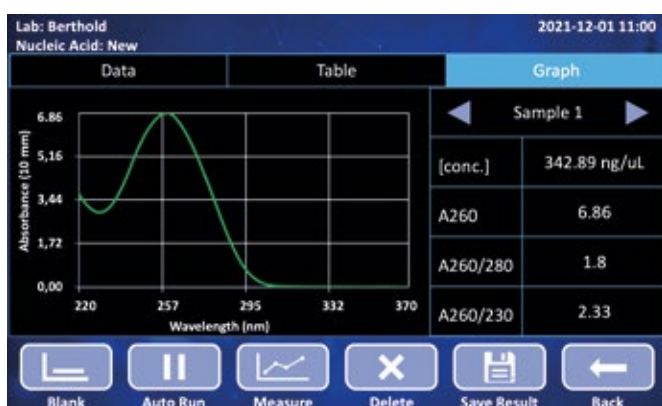 Lab: Berthold
2021-12-01 11:00
Nucleic Acid: New
Data
Table
Graph
6.86
5,16
3,44
1,72
0,00
Absorbance (10 mm)
220
257
295
332
370
Wavelength (nm)
Sample 1
[conc.]
342.89 ng/uL
A260
6.86
A260/280
1.8
A260/230
2.33
Blank
Auto Run
Measure
Delete
Save Result
Back